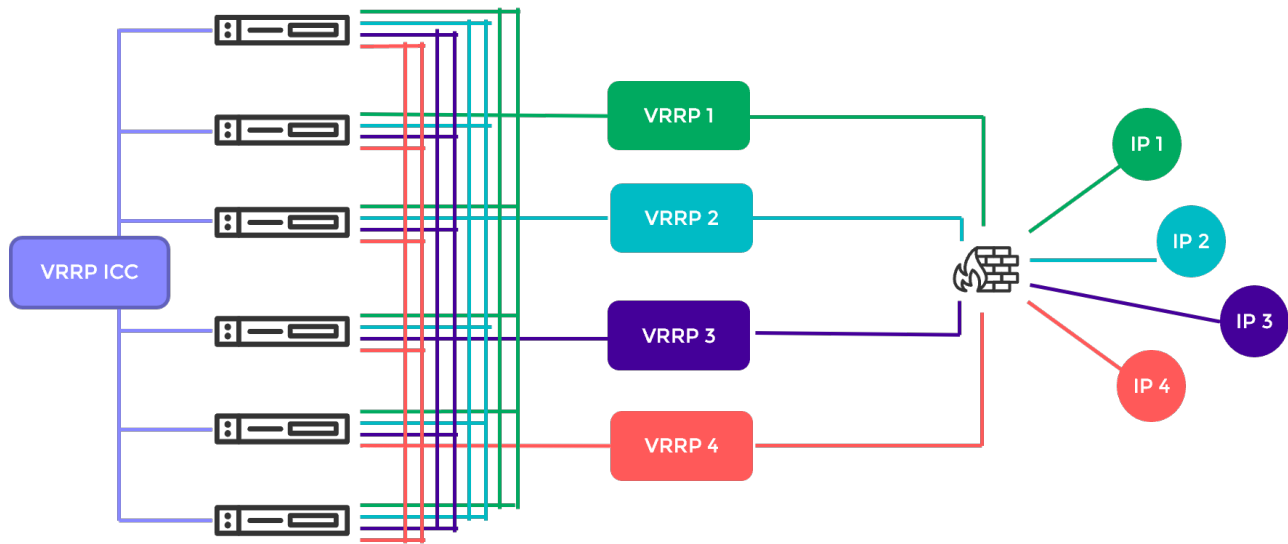 VRRP ICC
VRRP 1
VRRP 2
VRRP 3
VRRP 4
IP 1
IP 2
IP 3
IP 4